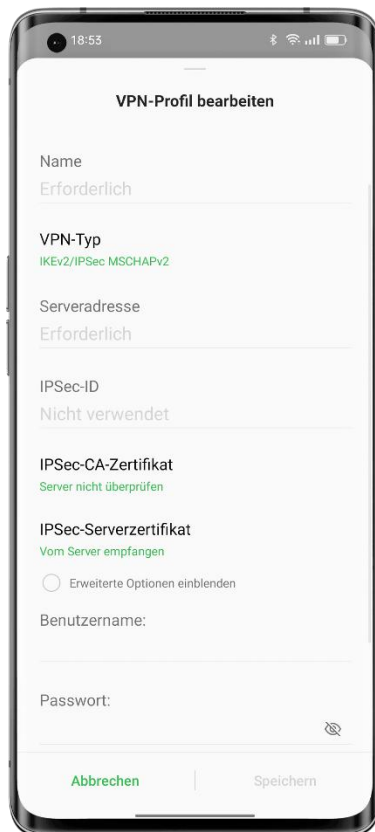 18:53
VPN-Profil bearbeiten
Name
Erforderlich
VPN-Typ
IKEv2/IPSec MSCHAPv2
Serveradresse
Erforderlich
IPSec-ID
Nicht verwendet
IPSec-CA-Zertifikat
Server nicht überprüfen
IPSec-Serverzertifikat
Vom Server empfangen
Erweiterte Optionen einblenden
Benutzername:
Passwort:
Abbrechen
Speichern